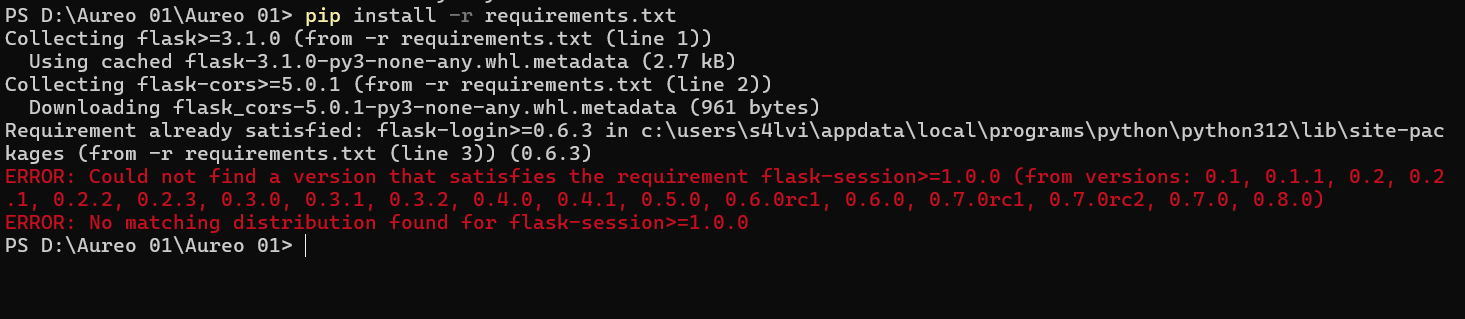 PS D:\Aureo 01\Aureo 01> pip install -r requirements.txt
Collecting flask>=3.1.0 (from -r requirements.txt (line 1))
  Using cached flask-3.1.0-py3-none-any.whl.metadata (2.7 kB)
Collecting flask-cors>=5.0.1 (from -r requirements.txt (line 2))
  Downloading flask_cors-5.0.1-py3-none-any.whl.metadata (961 bytes)
Requirement already satisfied: flask-login>=0.6.3 in c:\users\s4lvi\appdata\local\programs\python\python312\lib\site-pac
kages (from -r requirements.txt (line 3)) (0.6.3)
ERROR: Could not find a version that satisfies the requirement flask-session>=1.0.0 (from versions: 0.1, 0.1.1, 0.2, 0.2
.1, 0.2.2, 0.2.3, 0.3.0, 0.3.1, 0.3.2, 0.4.0, 0.4.1, 0.5.0, 0.6.0rc1, 0.6.0, 0.7.0rc1, 0.7.0rc2, 0.7.0, 0.8.0)
ERROR: No matching distribution found for flask-session>=1.0.0
PS D:\Aureo 01\Aureo 01>